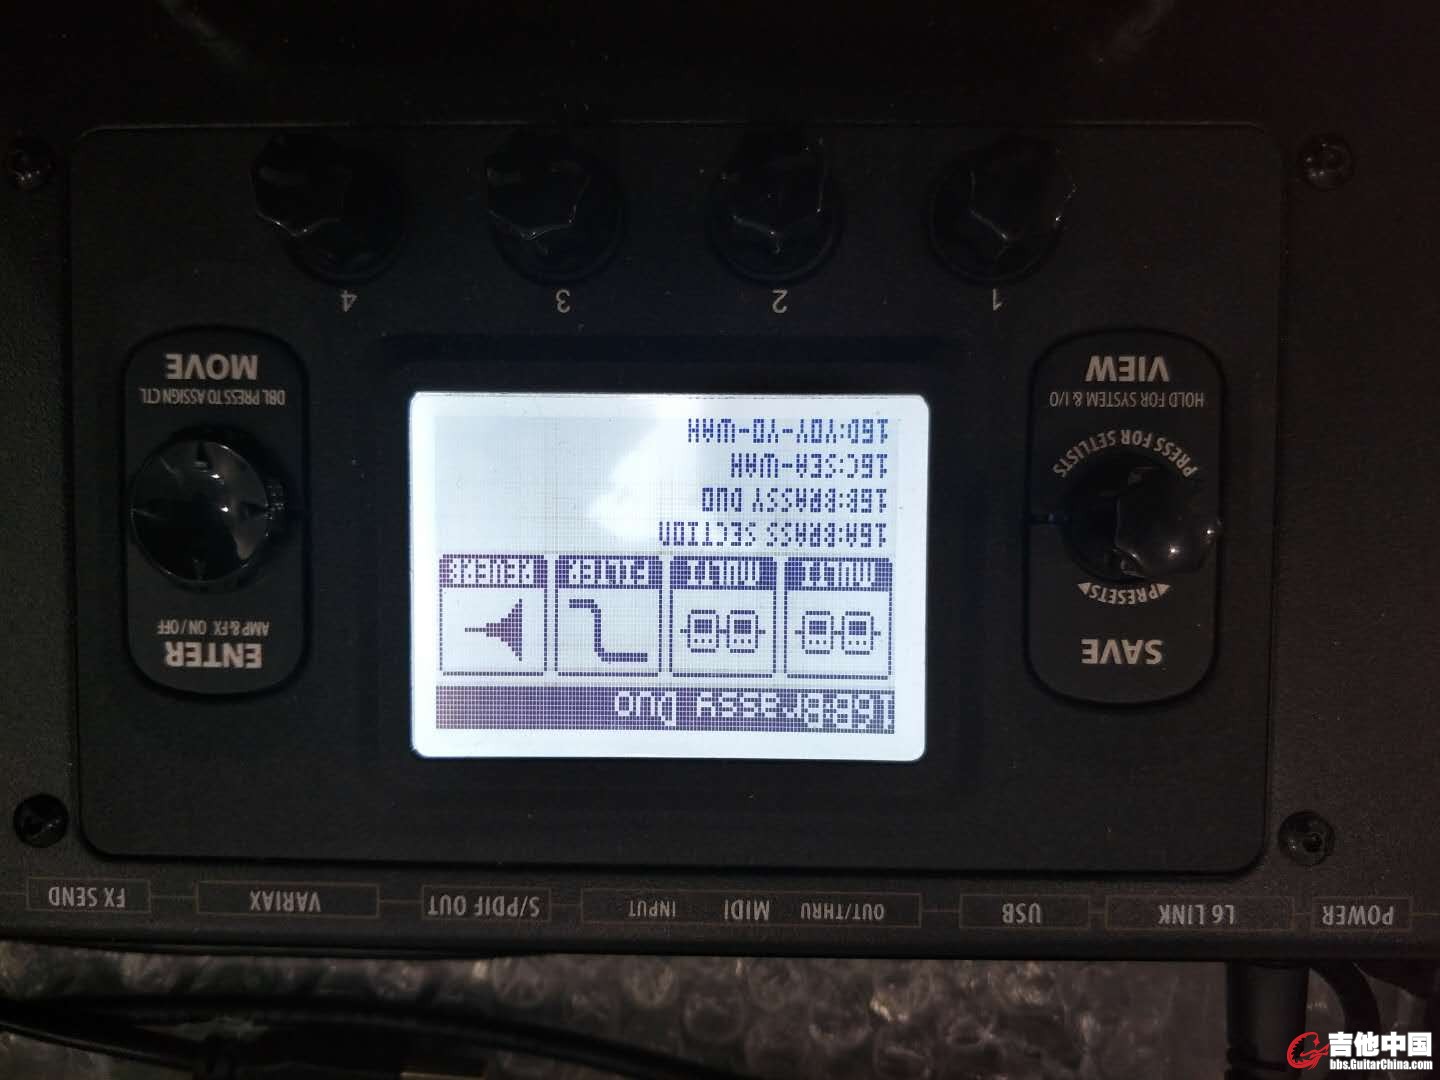 POWER
L6 LINK
USB
OUT/THRU MIDI INPUT
S/PDIF OUT
VARIAX
FX SEND
SAVE
◀PRESETS▶
PRESS FOR SETLISTS
HOLD FOR SYSTEM & I/O
VIEW
16B:Brassy Duo
MULTI MULTI FILTER REVERB
16A:BRASS SECTION
16B:BRASSY DUO
16C:SEA-WAH
16D:YOY-YO-WAH
ENTER
AMP & FX ON / OFF
DBL PRESS TO ASSIGN CTL
MOVE
1 2 3 4
吉他中国
bbs.GuitarChina.com